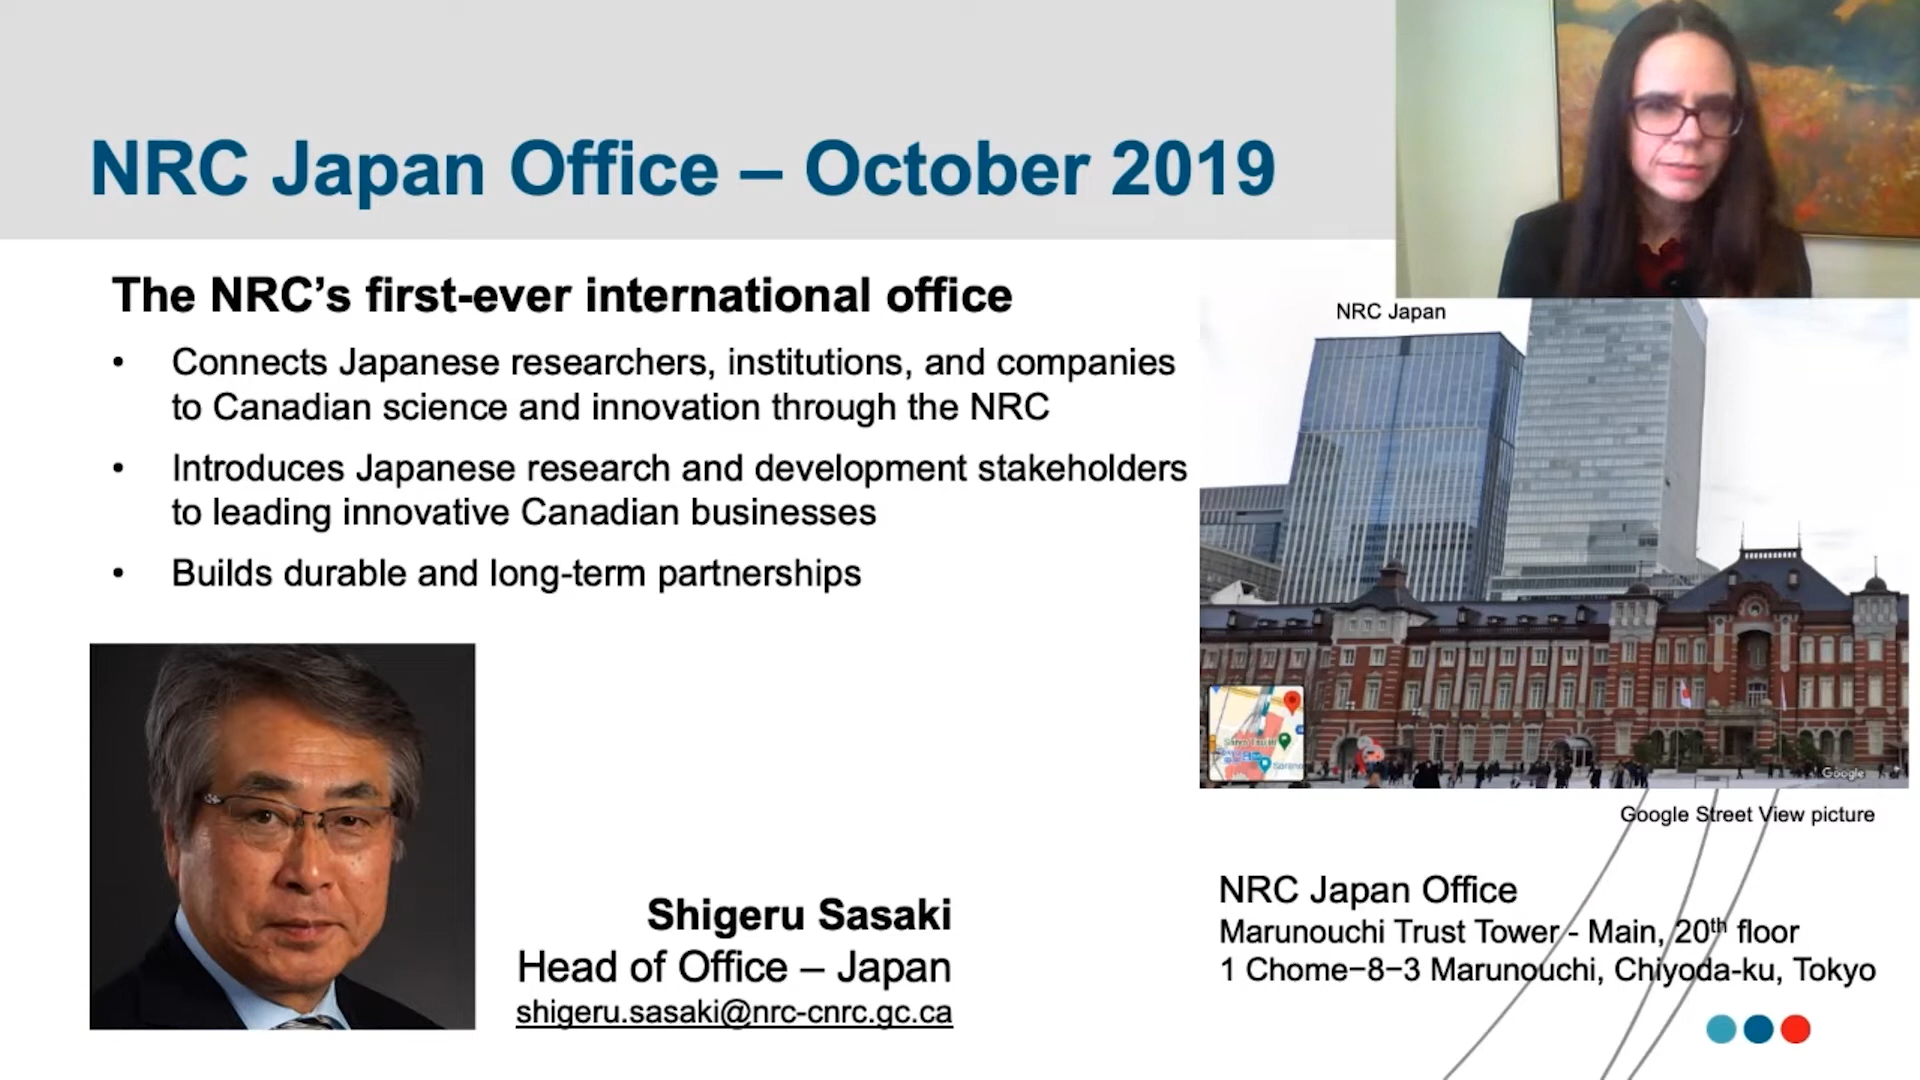 NRC Japan Office – October 2019
The NRC's first-ever international office
• Connects Japanese researchers, institutions, and companies
to Canadian science and innovation through the NRC
• Introduces Japanese research and development stakeholders
to leading innovative Canadian businesses
• Builds durable and long-term partnerships
NRC Japan
Google
Google Street View picture
Shigeru Sasaki
Head of Office – Japan
shigeru.sasaki@nrc-cnrc.gc.ca
NRC Japan Office
Marunouchi Trust Tower - Main, 20th floor
1 Chome−8−3 Marunouchi, Chiyoda-ku, Tokyo